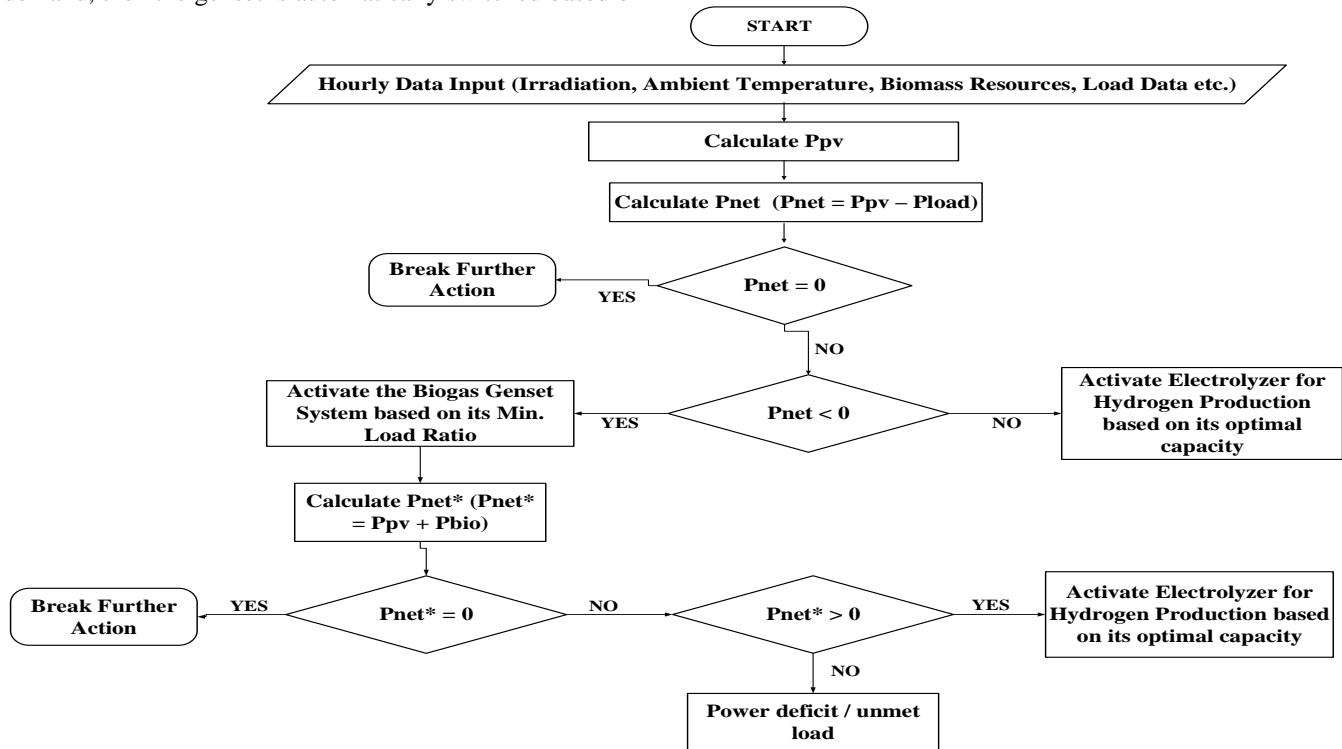 START
Hourly Data Input (Irradiation, Ambient Temperature, Biomass Resources, Load Data etc.)
Calculate Ppv
Calculate Pnet (Pnet = Ppv – Pload)
Break Further
Action
YES
Pnet = 0
NO
Activate the Biogas Genset
System based on its Min.
Load Ratio
YES
Pnet < 0
NO
Activate Electrolyzer for
Hydrogen Production
based on its optimal
capacity
Calculate Pnet* (Pnet*
= Ppv + Pbio)
Break Further
Action
YES
Pnet* = 0
NO
Pnet* > 0
YES
Activate Electrolyzer for
Hydrogen Production based
on its optimal capacity
NO
Power deficit / unmet
load